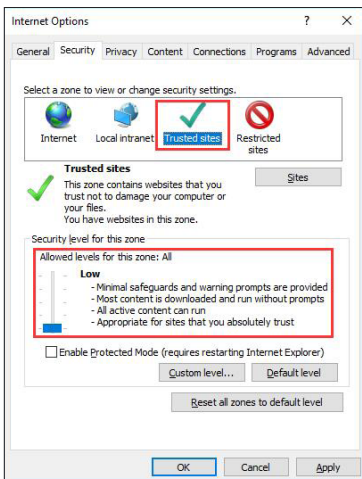 Internet Options ? X
General Security Privacy Content Connections Programs Advanced
Select a zone to view or change security settings.
Internet Local intranet Trusted sites Restricted
sites
Trusted sites
Sites
This zone contains websites that you
trust not to damage your computer or
your files.
You have websites in this zone.
Security level for this zone
Allowed levels for this zone: All
Low
- Minimal safeguards and warning prompts are provided
- Most content is downloaded and run without prompts
- All active content can run
- Appropriate for sites that you absolutely trust
Enable Protected Mode (requires restarting Internet Explorer)
Custom level... Default level
Reset all zones to default level
OK Cancel Apply